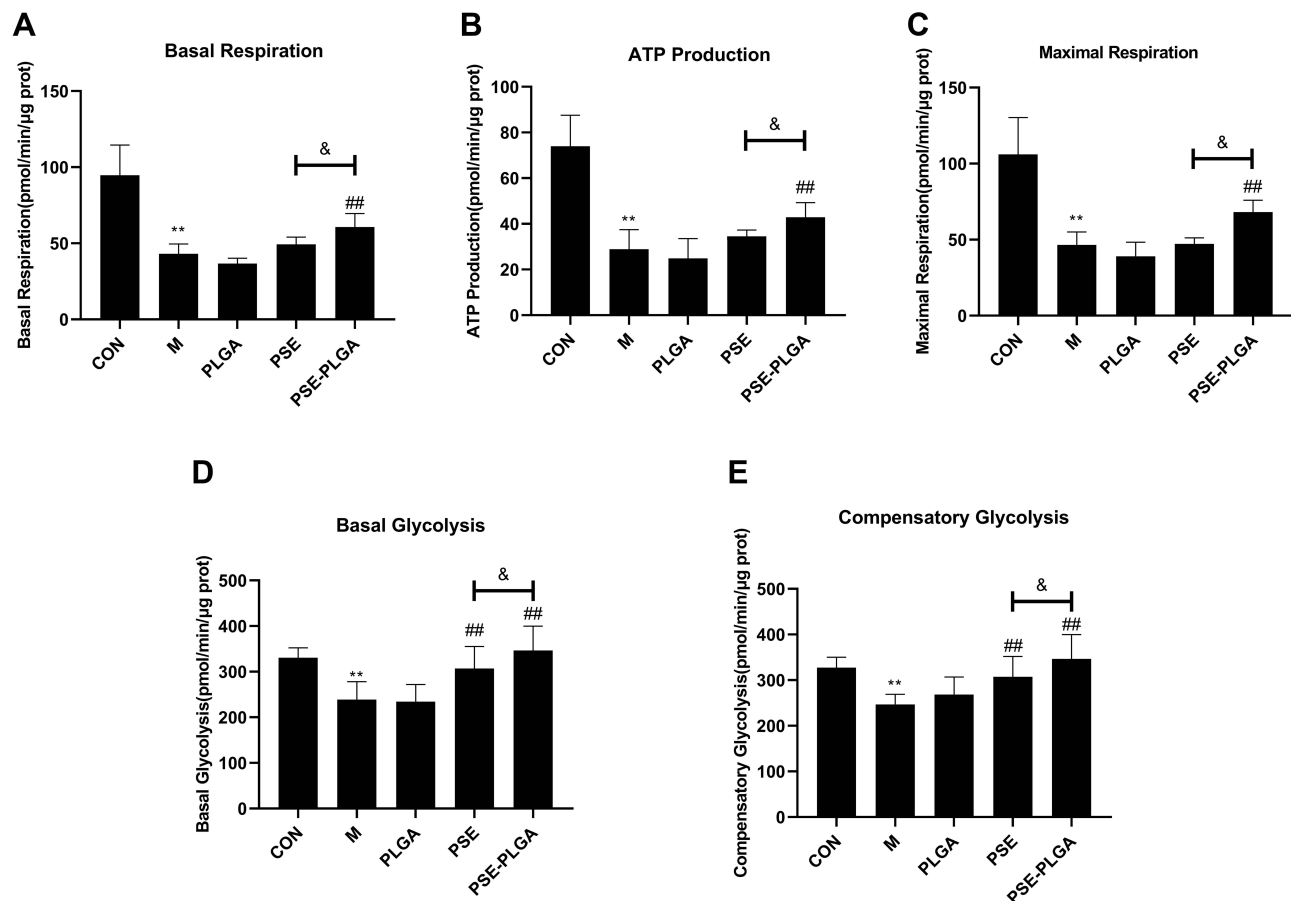 A
Basal Respiration
Basal Respiration(pmol/min/µg prot)
150
100
50
0
**
&
##
CON
M
PLGA
PSE
PSE-PLGA
B
ATP Production
ATP Production(pmol/min/µg prot)
100
80
60
40
20
0
**
&
##
CON
M
PLGA
PSE
PSE-PLGA
C
Maximal Respiration
Maximal Respiration(pmol/min/µg prot)
150
100
50
0
**
&
##
CON
M
PLGA
PSE
PSE-PLGA
D
Basal Glycolysis
Basal Glycolysis(pmol/min/µg prot)
500
400
300
200
100
0
**
##
&
##
CON
M
PLGA
PSE
PSE-PLGA
E
Compensatory Glycolysis
Compensatory Glycolysis(pmol/min/µg prot)
500
400
300
200
100
0
**
##
&
##
CON
M
PLGA
PSE
PSE-PLGA